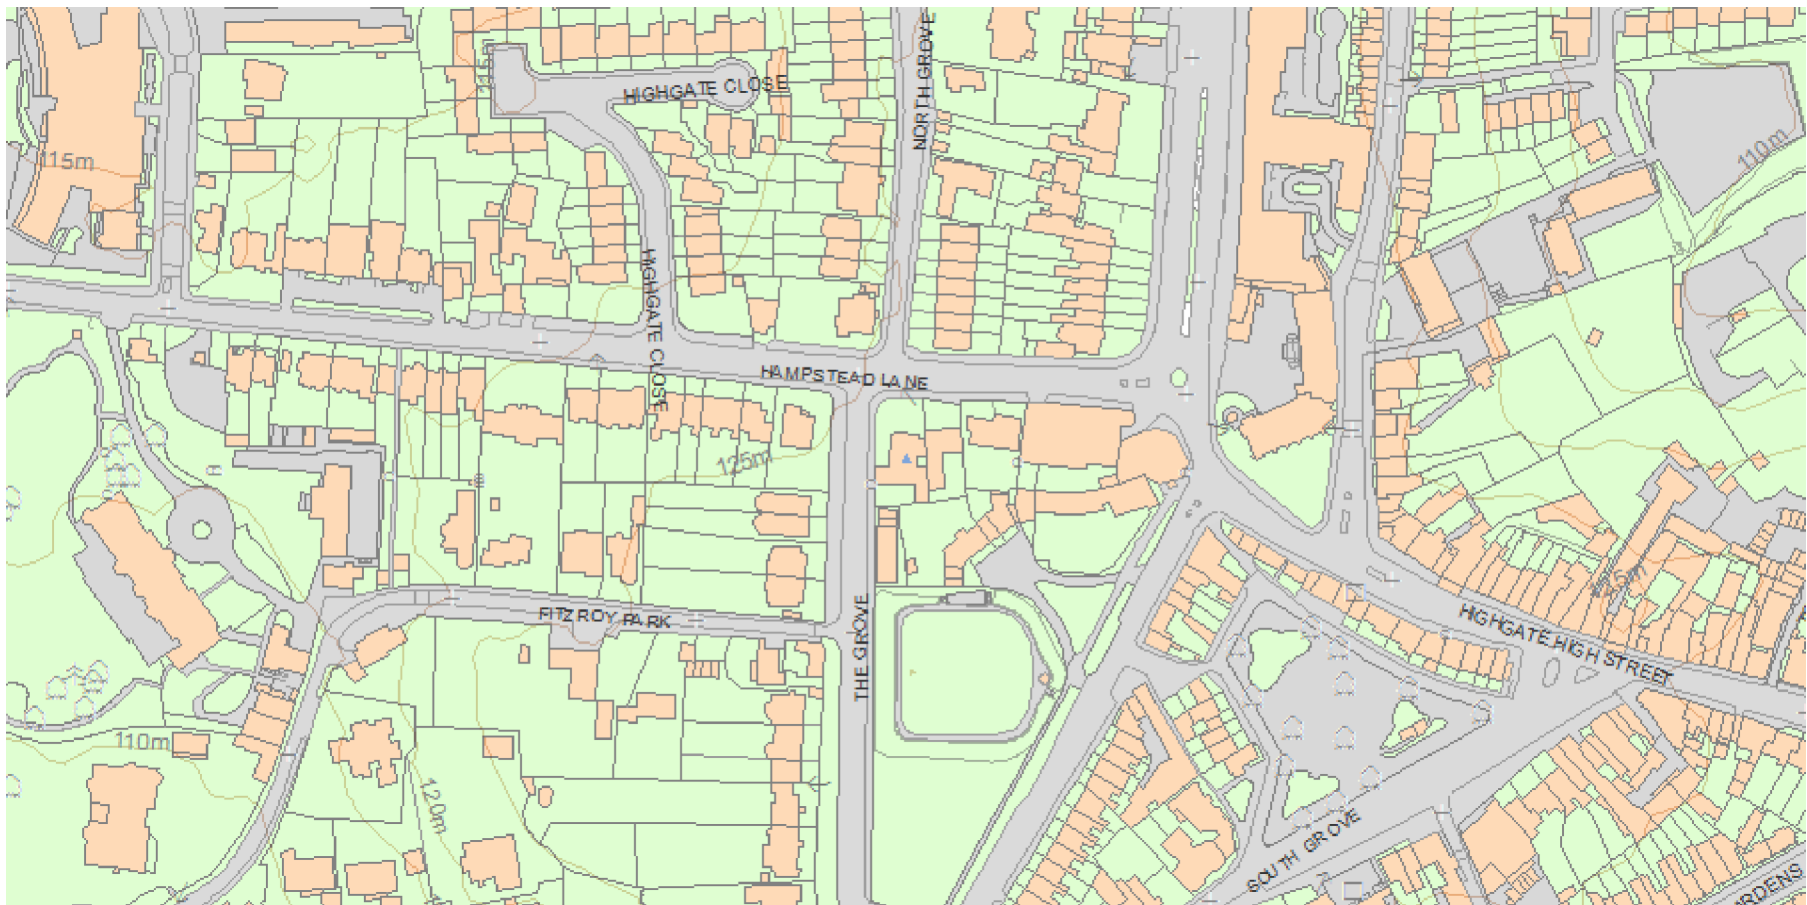 NORTH GROVE
115m
HIGHGATE CLOSE
115m
110m
HIGHGATE CLOSE
HAMPSTEAD LANE
125m
115m
FITZROY PARK
THE GROVE
HIGHGATE HIGH STREET
110m
120m
SOUTH GROVE